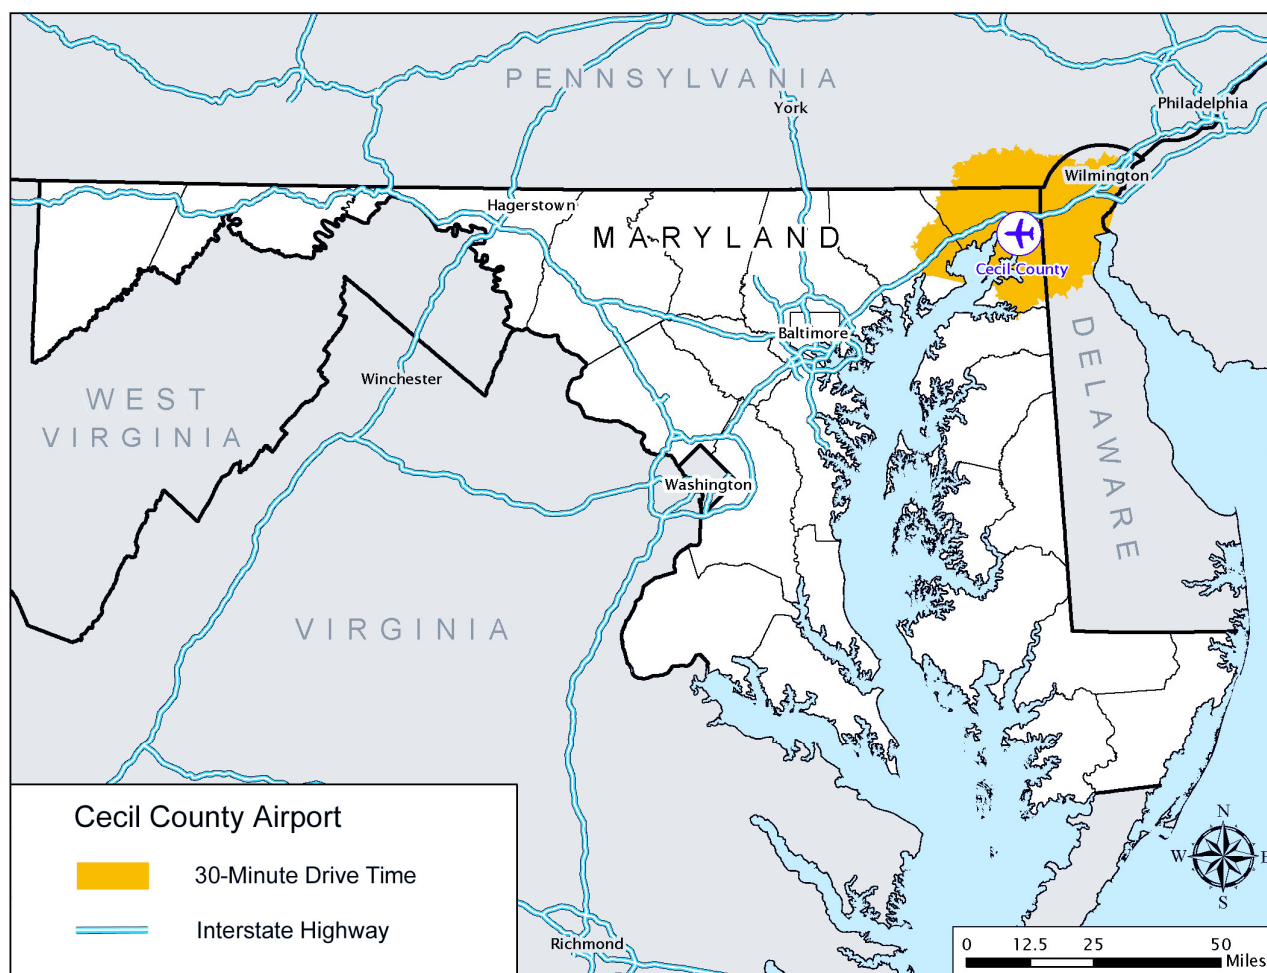 PENNSYLVANIA
Philadelphia
York
Wilmington
Hagerstown
MARYLAND
Cecil County
Baltimore
Winchester
WEST
VIRGINIA
DELAWARE
Washington
VIRGINIA
Cecil County Airport
30-Minute Drive Time
Interstate Highway
Richmond
N
W
E
S
0 12.5 25 50
Miles